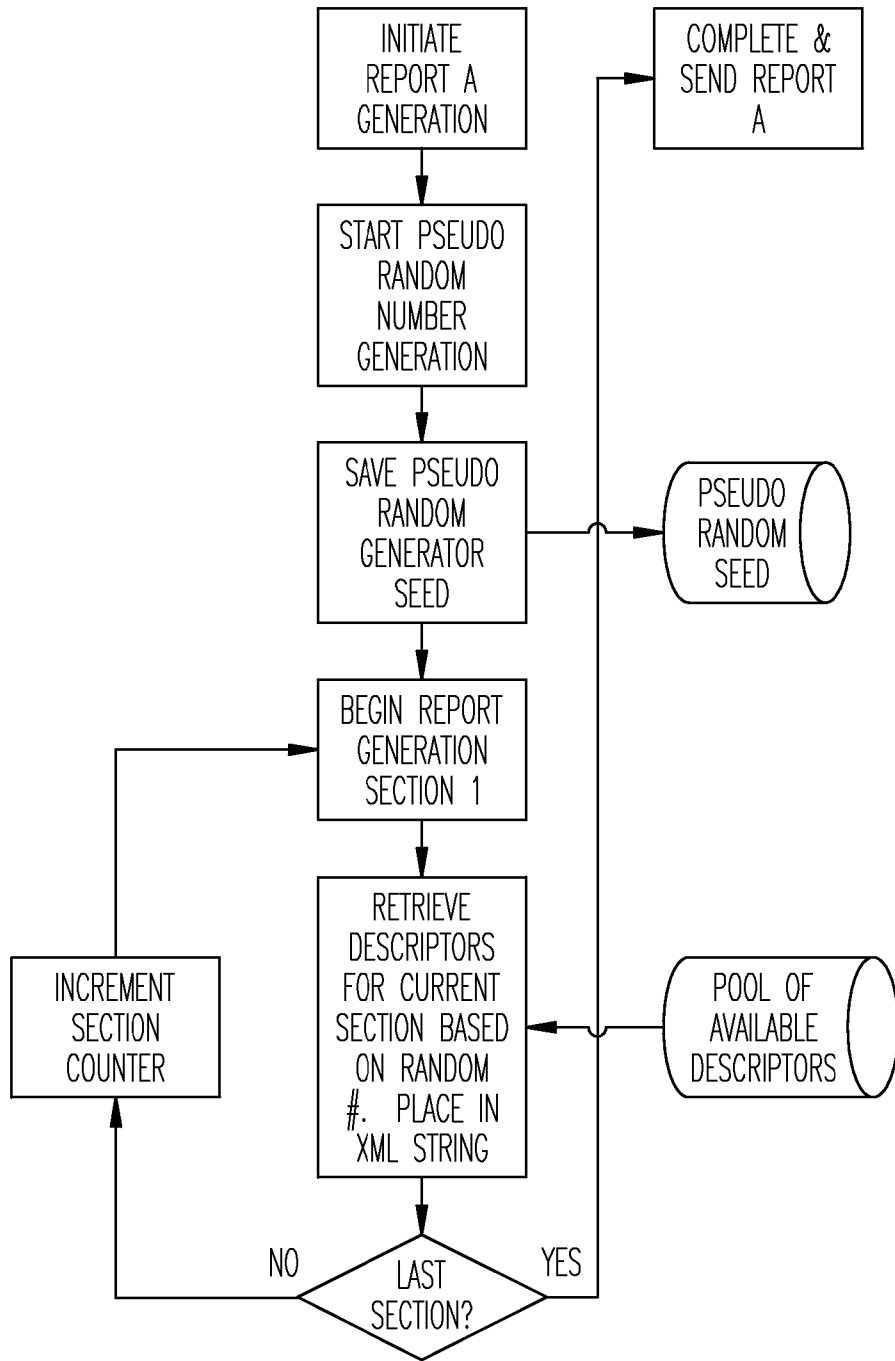 INITIATE
REPORT A
GENERATION
COMPLETE &
SEND REPORT
A
START PSEUDO
RANDOM
NUMBER
GENERATION
SAVE PSEUDO
RANDOM
GENERATOR
SEED
PSEUDO
RANDOM
SEED
BEGIN REPORT
GENERATION
SECTION 1
RETRIEVE
DESCRIPTORS
FOR CURRENT
SECTION BASED
ON RANDOM
#. PLACE IN
XML STRING
INCREMENT
SECTION
COUNTER
POOL OF
AVAILABLE
DESCRIPTORS
NO
YES
LAST
SECTION?